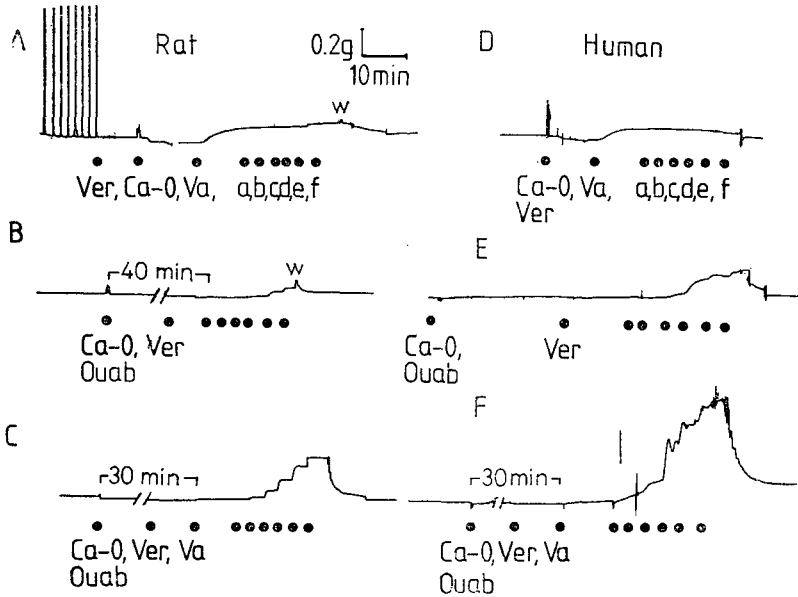 A Rat 0.2g D Human
10min
w
Ver, Ca-0, Va, a,b,c,d,e, f
Ca-0, Va, a,b,c,d,e, f
Ver
B 40 min w
Ca-0, Ver
Ouab
E
Ca-0, Ver
Ouab
C 30 min
Ca-0, Ver, Va
Ouab
F 30min
Ca-0, Ver, Va
Ouab